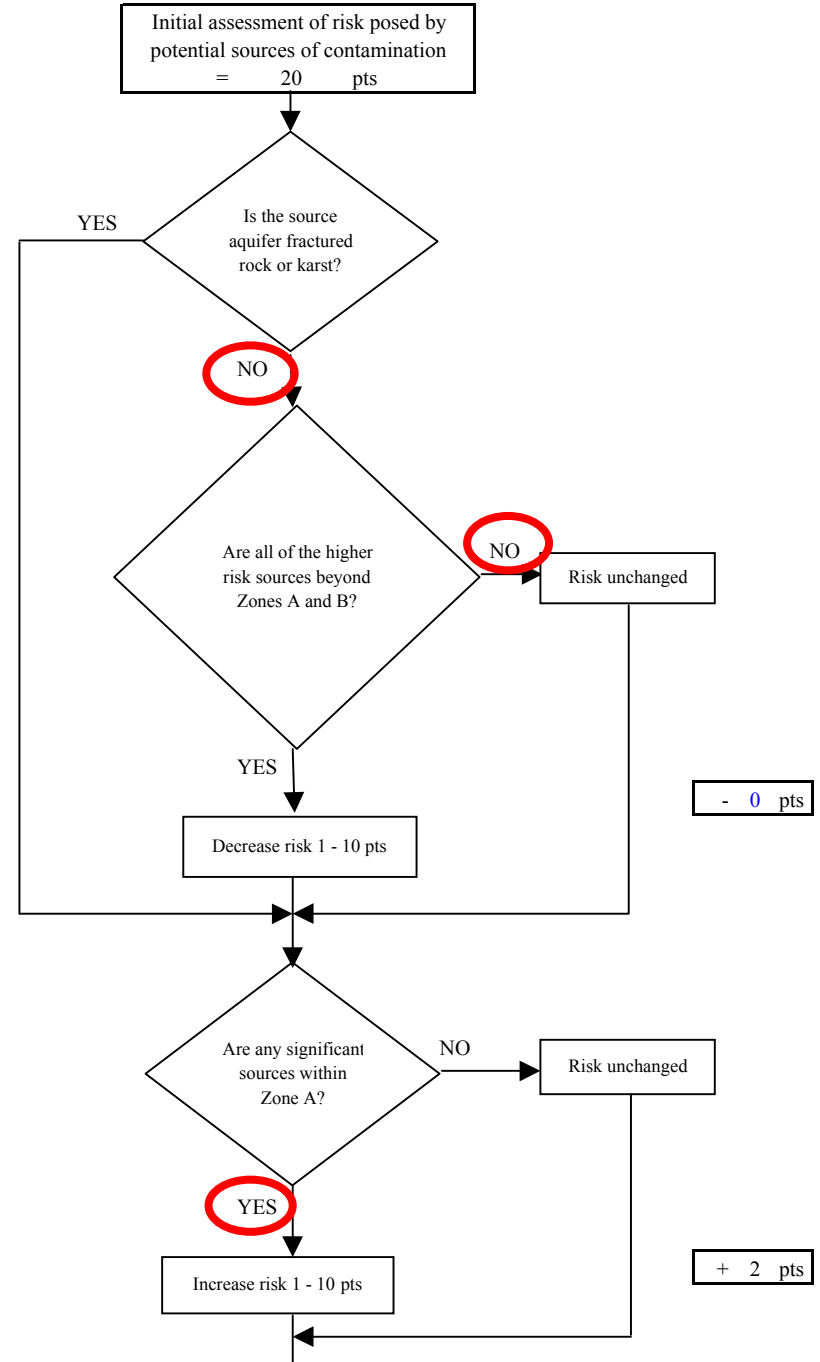 Initial assessment of risk posed by
potential sources of contamination
= 20 pts
YES
Is the source
aquifer fractured
rock or karst?
NO
Are all of the higher
risk sources beyond
Zones A and B?
NO
Risk unchanged
YES
- 0 pts
Decrease risk 1 - 10 pts
Are any significant
sources within
Zone A?
NO
Risk unchanged
YES
+ 2 pts
Increase risk 1 - 10 pts